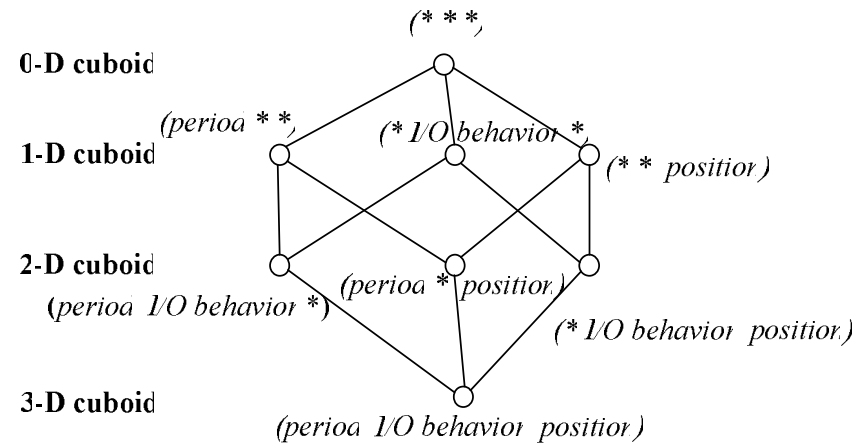 (* * *)
0-D cuboid
(period * *)
(* I/O behavior *)
1-D cuboid
(* * position)
2-D cuboid
(period * position)
(period I/O behavior *)
(* I/O behavior position)
3-D cuboid
(period I/O behavior position)